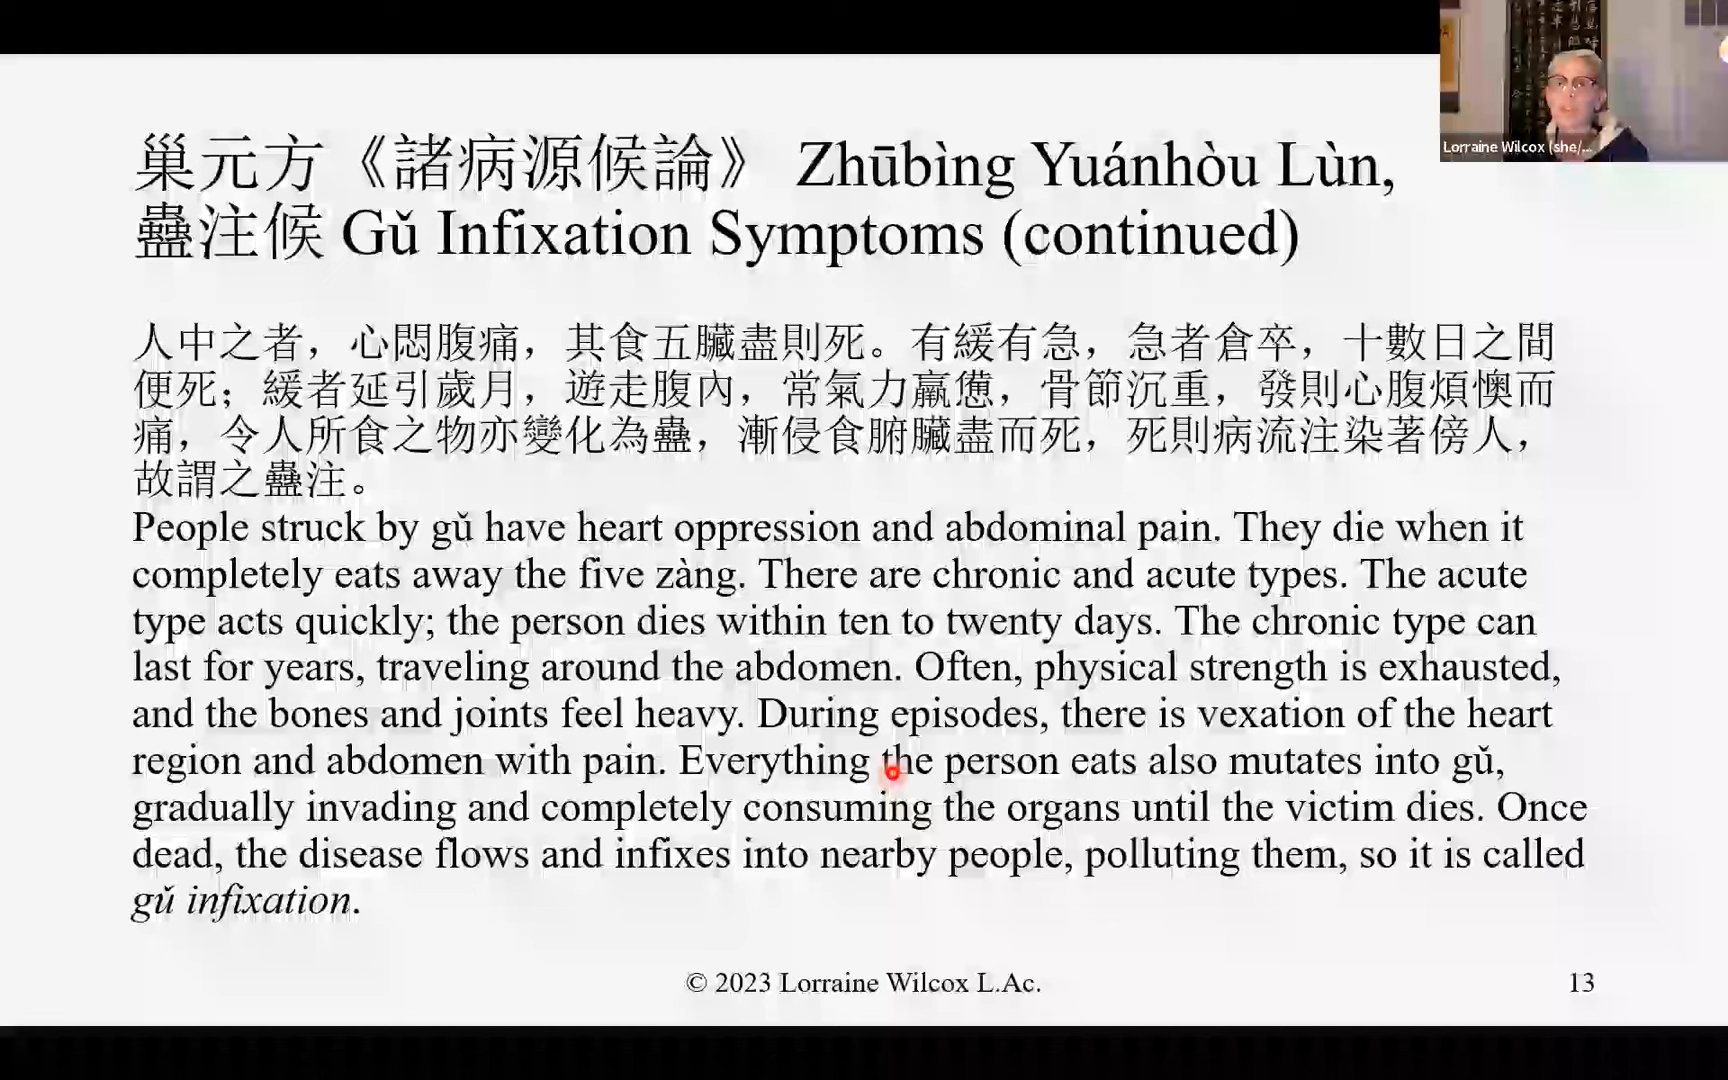 巢元方《諸病源候論》 Zhūbìng Yuánhòu Lùn,
蠱注候 Gǔ Infixation Symptoms (continued)
人中之者，心悶腹痛，其食五臟盡則死。有緩有急，急者倉卒，十數日之間
便死；緩者延引歲月，遊走腹內，常氣力羸憊，骨節沉重，發則心腹煩懊而
痛，令人所食之物亦變化為蠱，漸侵食腑臟盡而死，死則病流注染著傍人，
故謂之蠱注。
People struck by gǔ have heart oppression and abdominal pain. They die when it
completely eats away the five zàng. There are chronic and acute types. The acute
type acts quickly; the person dies within ten to twenty days. The chronic type can
last for years, traveling around the abdomen. Often, physical strength is exhausted,
and the bones and joints feel heavy. During episodes, there is vexation of the heart
region and abdomen with pain. Everything the person eats also mutates into gǔ,
gradually invading and completely consuming the organs until the victim dies. Once
dead, the disease flows and infixes into nearby people, polluting them, so it is called
gǔ infixation.
© 2023 Lorraine Wilcox L.Ac.
13
Lorraine Wilcox (she/...